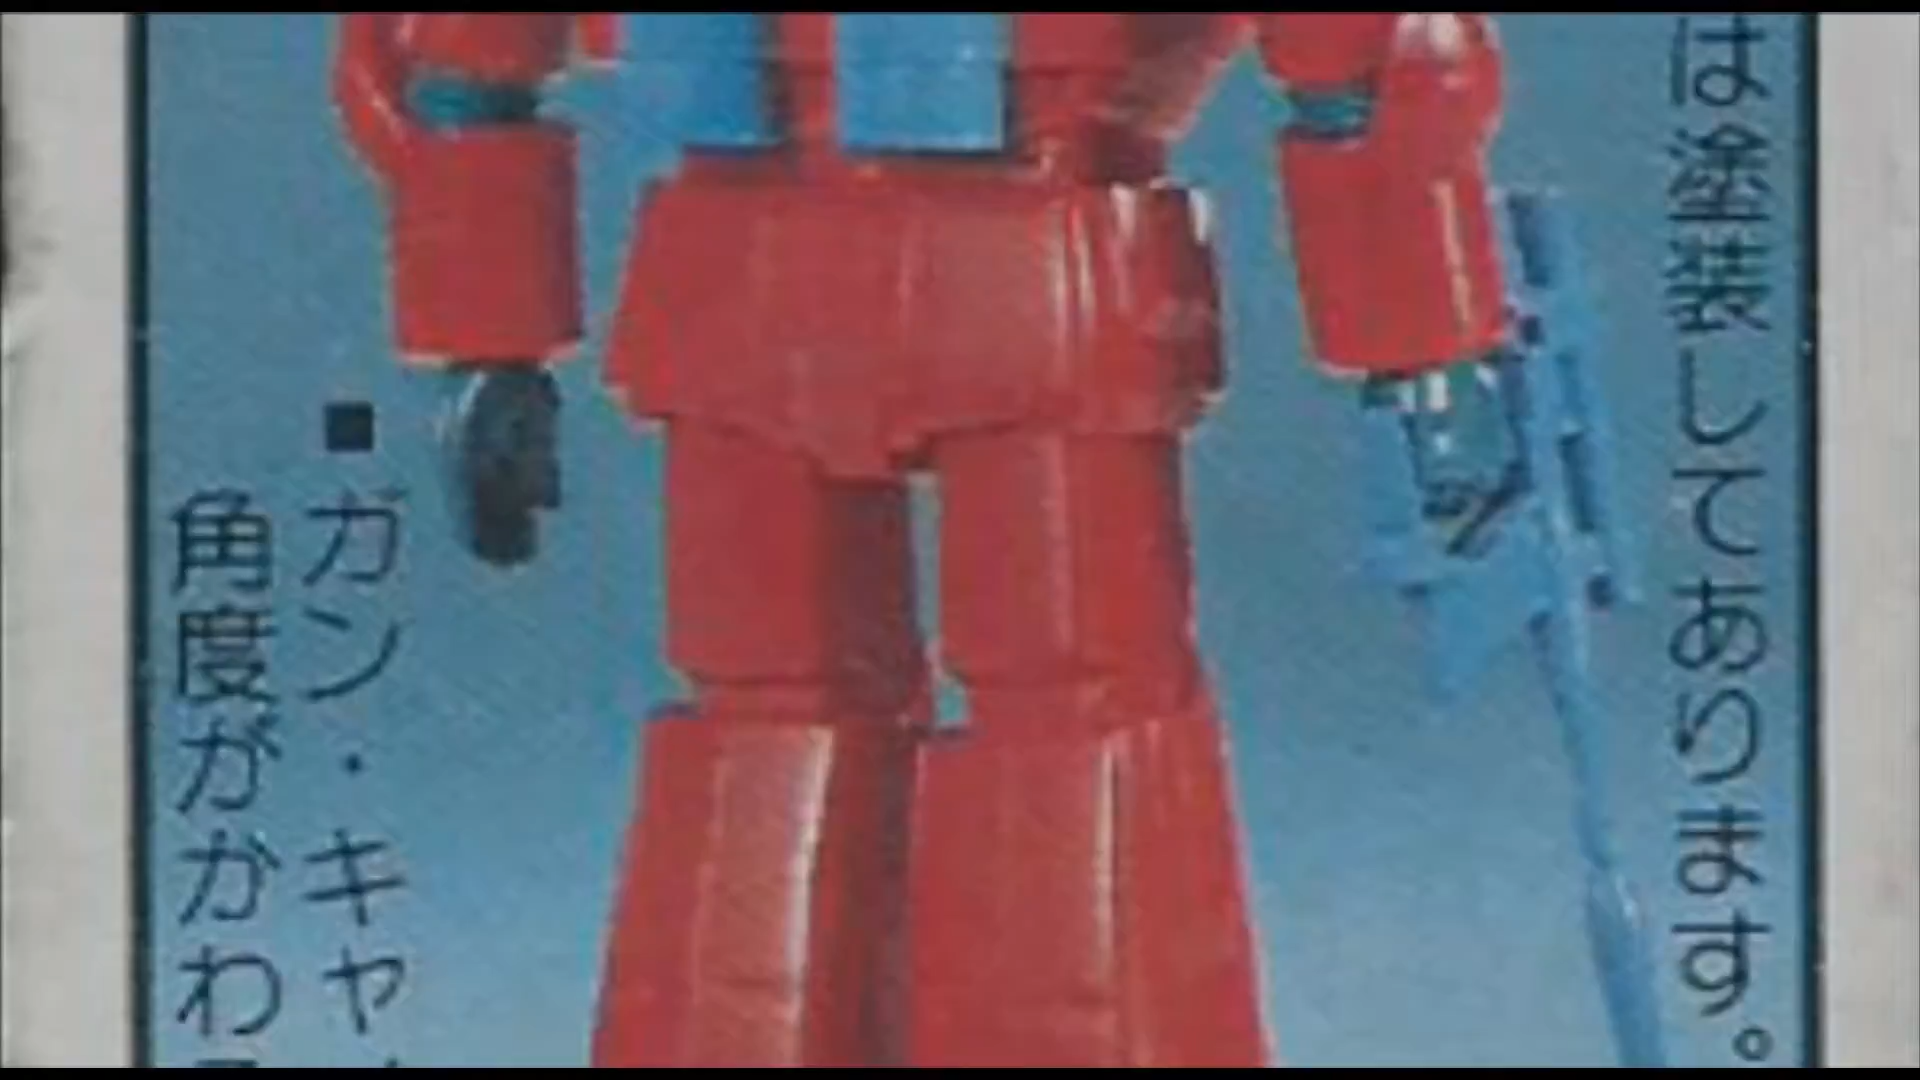 は塗装してあります。
■ガン・キャ
角度がかわ